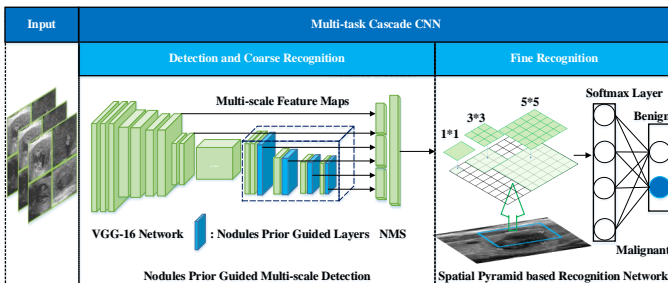 Input
Multi-task Cascade CNN
Detection and Coarse Recognition
Fine Recognition
Multi-scale Feature Maps
1*1
3*3
5*5
Softmax Layer
Benign
VGG-16 Network
: Nodules Prior Guided Layers
NMS
Malignant
Nodules Prior Guided Multi-scale Detection
Spatial Pyramid based Recognition Network